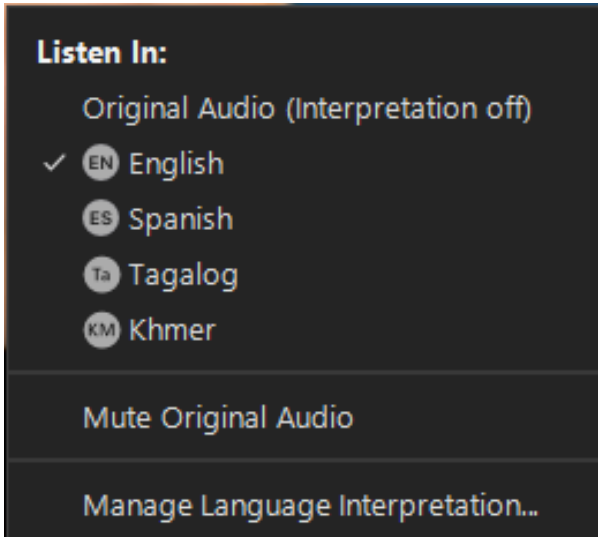 Listen In:
Original Audio (Interpretation off)
EN English
ES Spanish
Ta Tagalog
KM Khmer
Mute Original Audio
Manage Language Interpretation...